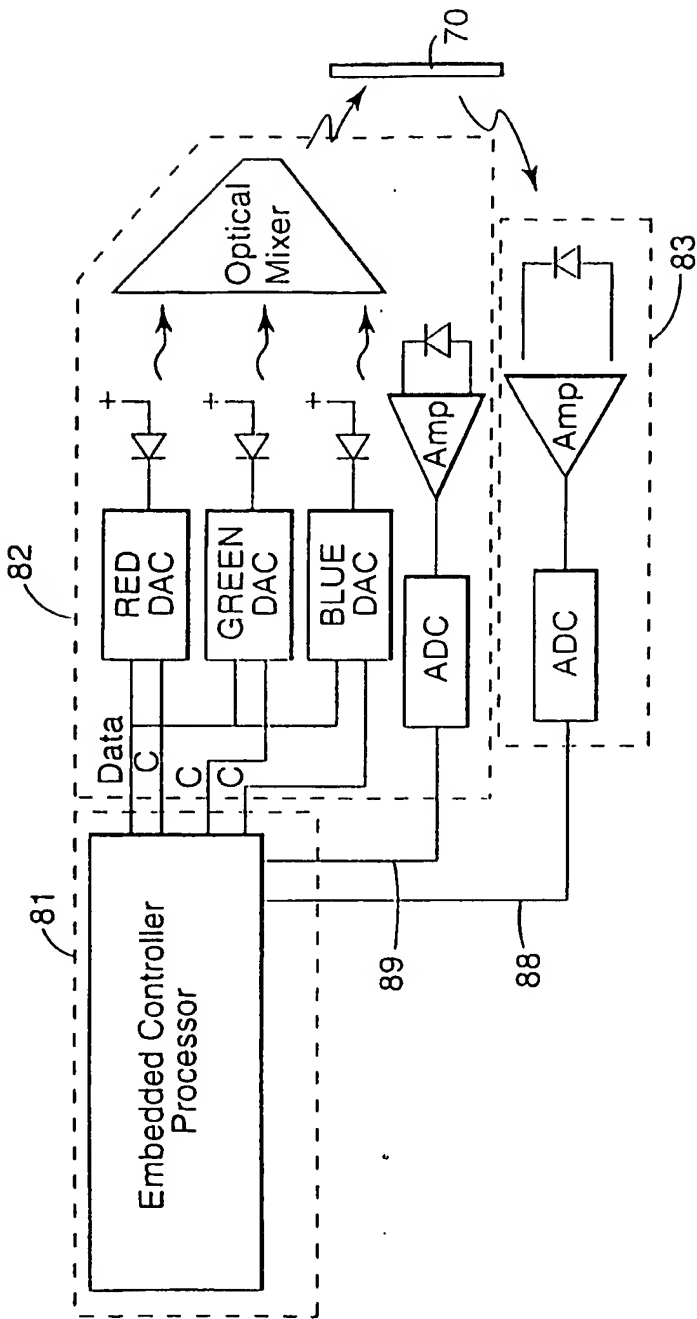 81
82
Embedded Controller
Processor
Data
C
C
C
RED
DAC
GREEN
DAC
BLUE
DAC
+
+
+
Optical
Mixer
70
ADC
Amp
ADC
Amp
89
88
83